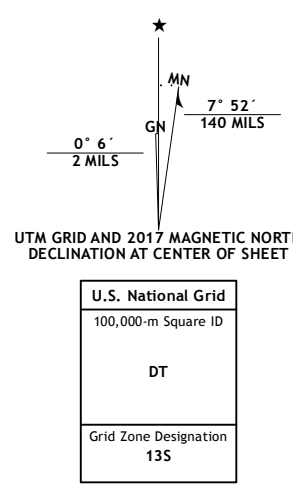 ★
MN
7° 52´
140 MILS
GN
0° 6´
2 MILS
UTM GRID AND 2017 MAGNETIC NORT
DECLINATION AT CENTER OF SHEET
U.S. National Grid
100,000-m Square ID
DT
Grid Zone Designation
13S